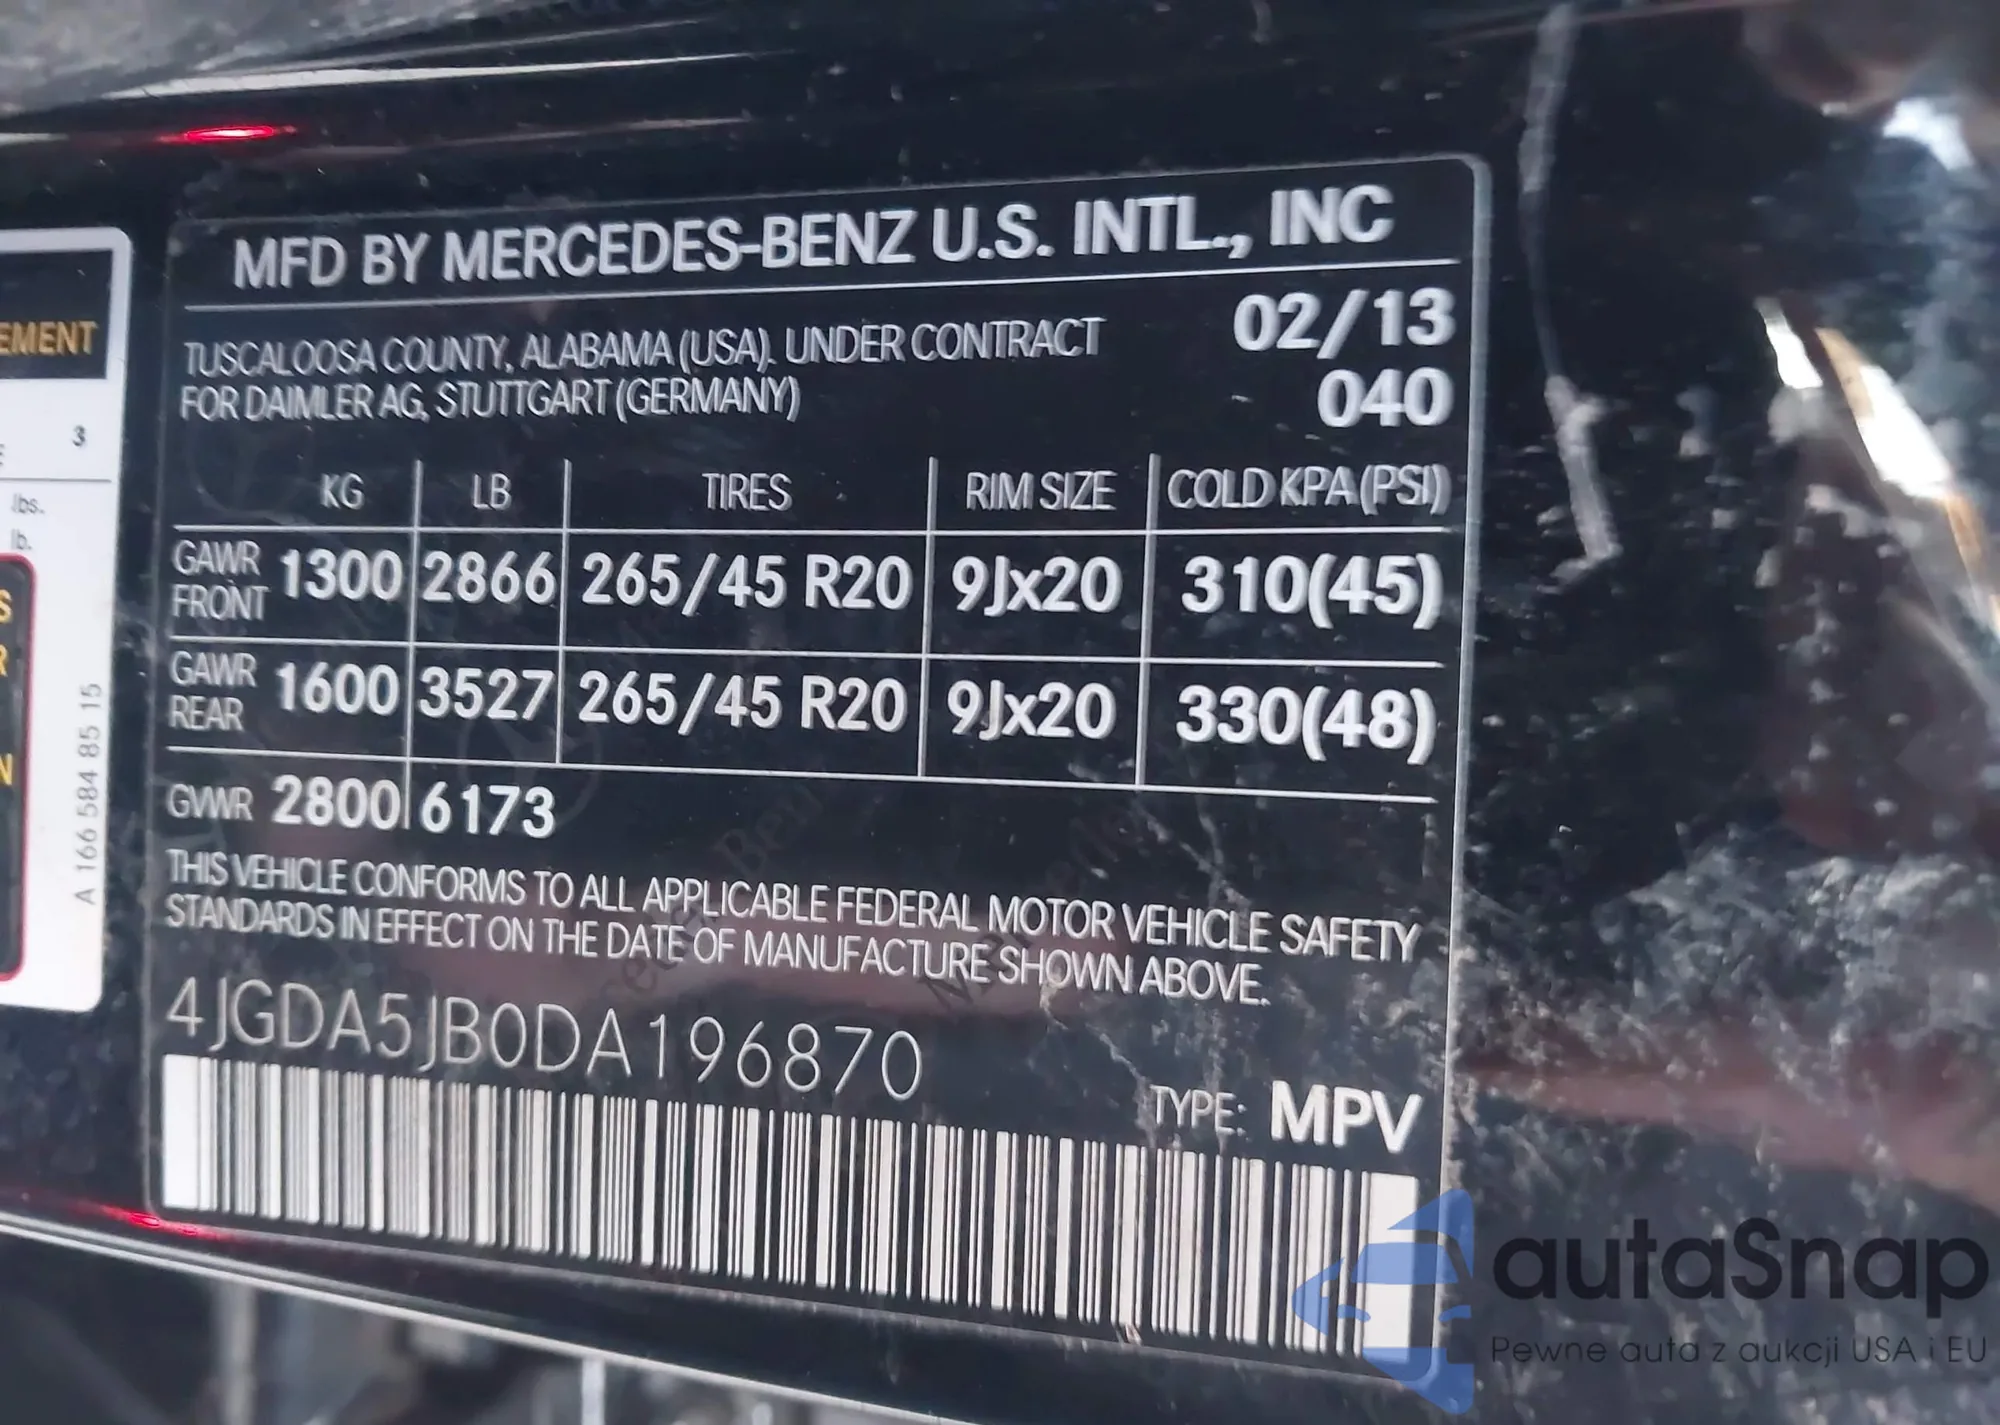 MFD BY MERCEDES-BENZ U.S. INTL., INC
TUSCALOOSA COUNTY, ALABAMA (USA). UNDER CONTRACT
FOR DAIMLER AG, STUTTGART (GERMANY)
02/13
040
KG LB TIRES RIM SIZE COLD KPA (PSI)
GAWR FRONT 1300 2866 265/45 R20 9Jx20 310(45)
GAWR REAR 1600 3527 265/45 R20 9Jx20 330(48)
GVWR 2800 6173
THIS VEHICLE CONFORMS TO ALL APPLICABLE FEDERAL MOTOR VEHICLE SAFETY
STANDARDS IN EFFECT ON THE DATE OF MANUFACTURE SHOWN ABOVE.
4JGDA5JB0DA196870
TYPE: MPV
EMENT
3
lbs.
lb.
S
R
N
A 166 584 85 15
autaSnap
Pewne auta z aukcji USA i EU